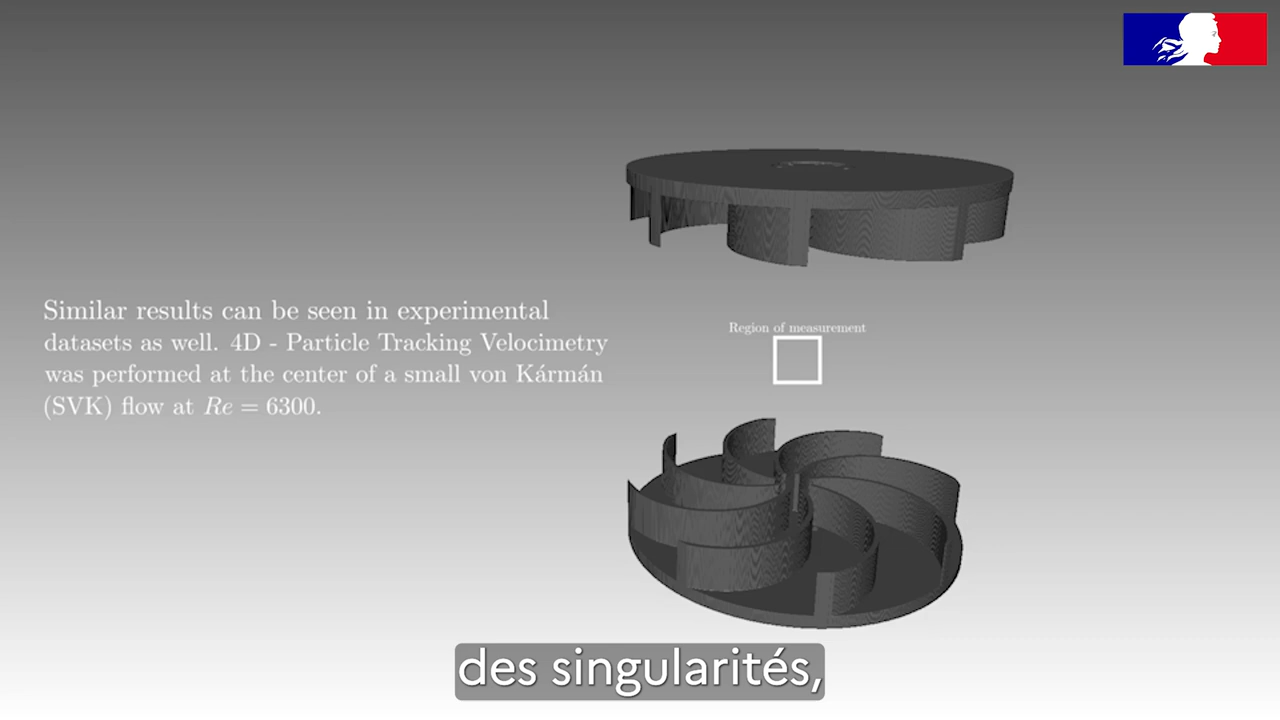 Similar results can be seen in experimental
datasets as well. 4D - Particle Tracking Velocimetry
was performed at the center of a small von Kármán
(SVK) flow at Re = 6300.
Region of measurement
des singularités,